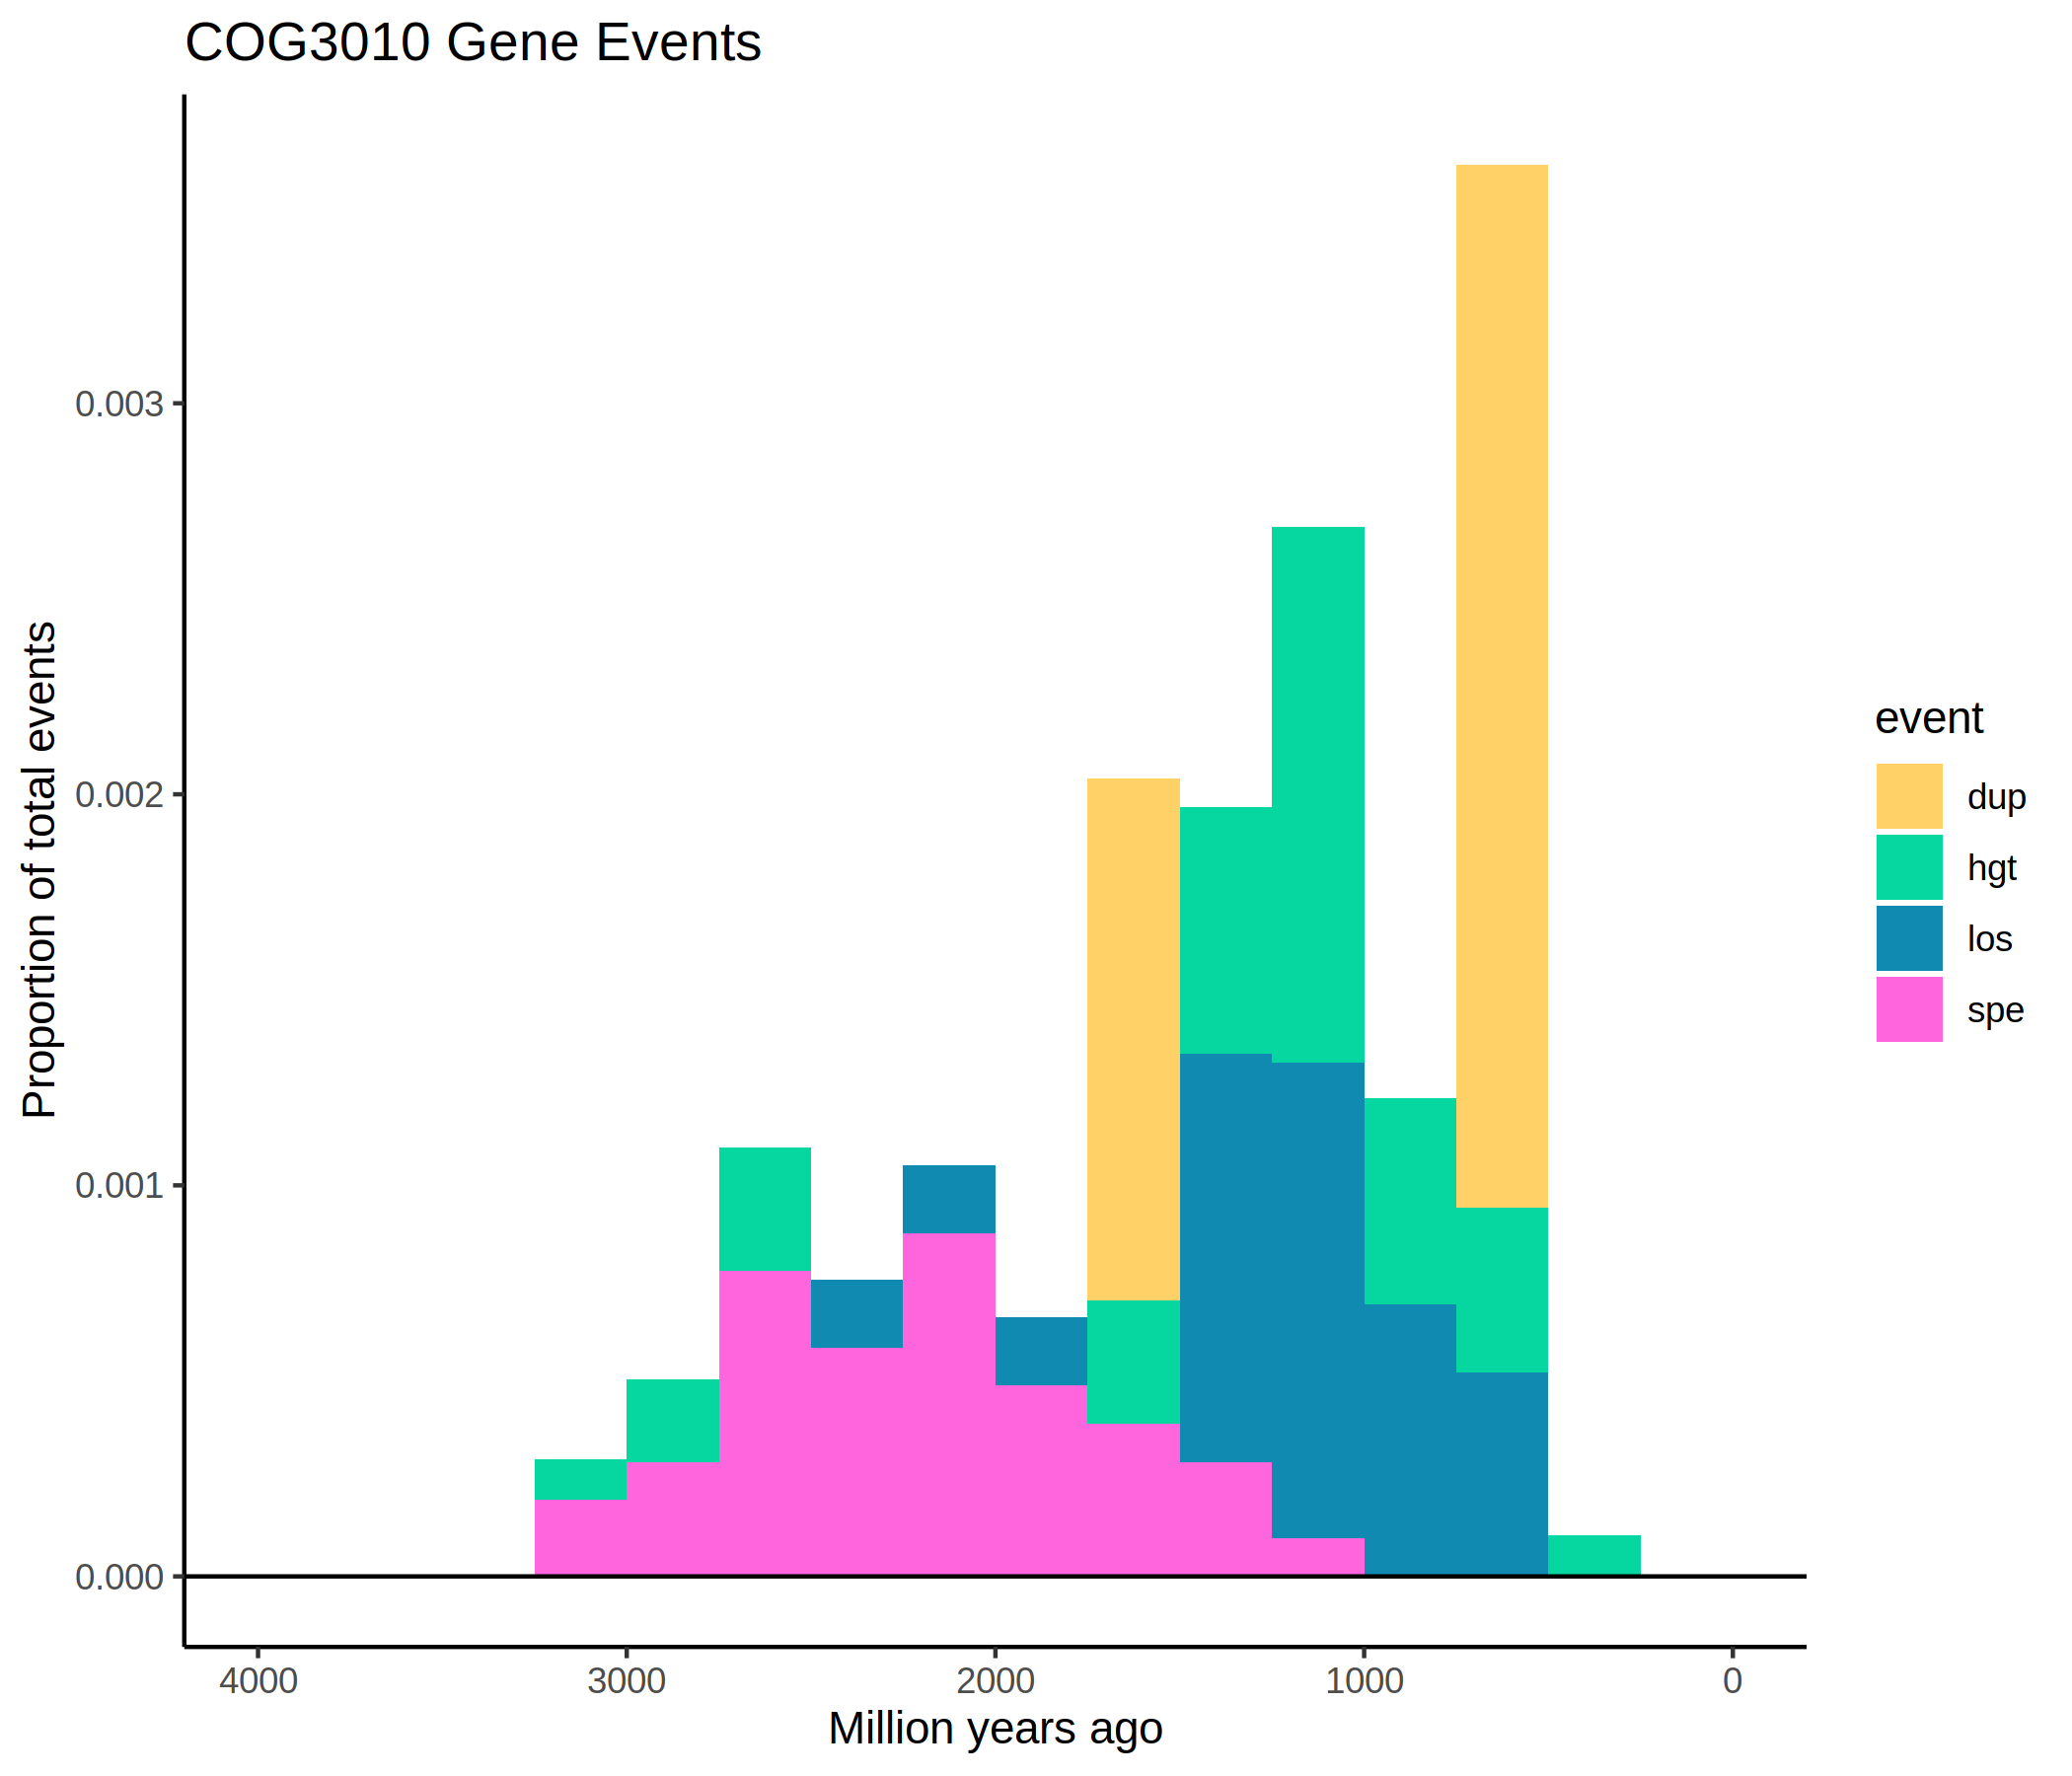 COG3010 Gene Events
Proportion of total events
0.003
0.002
0.001
0.000
4000
3000
2000
1000
0
Million years ago
event
dup
hgt
los
spe